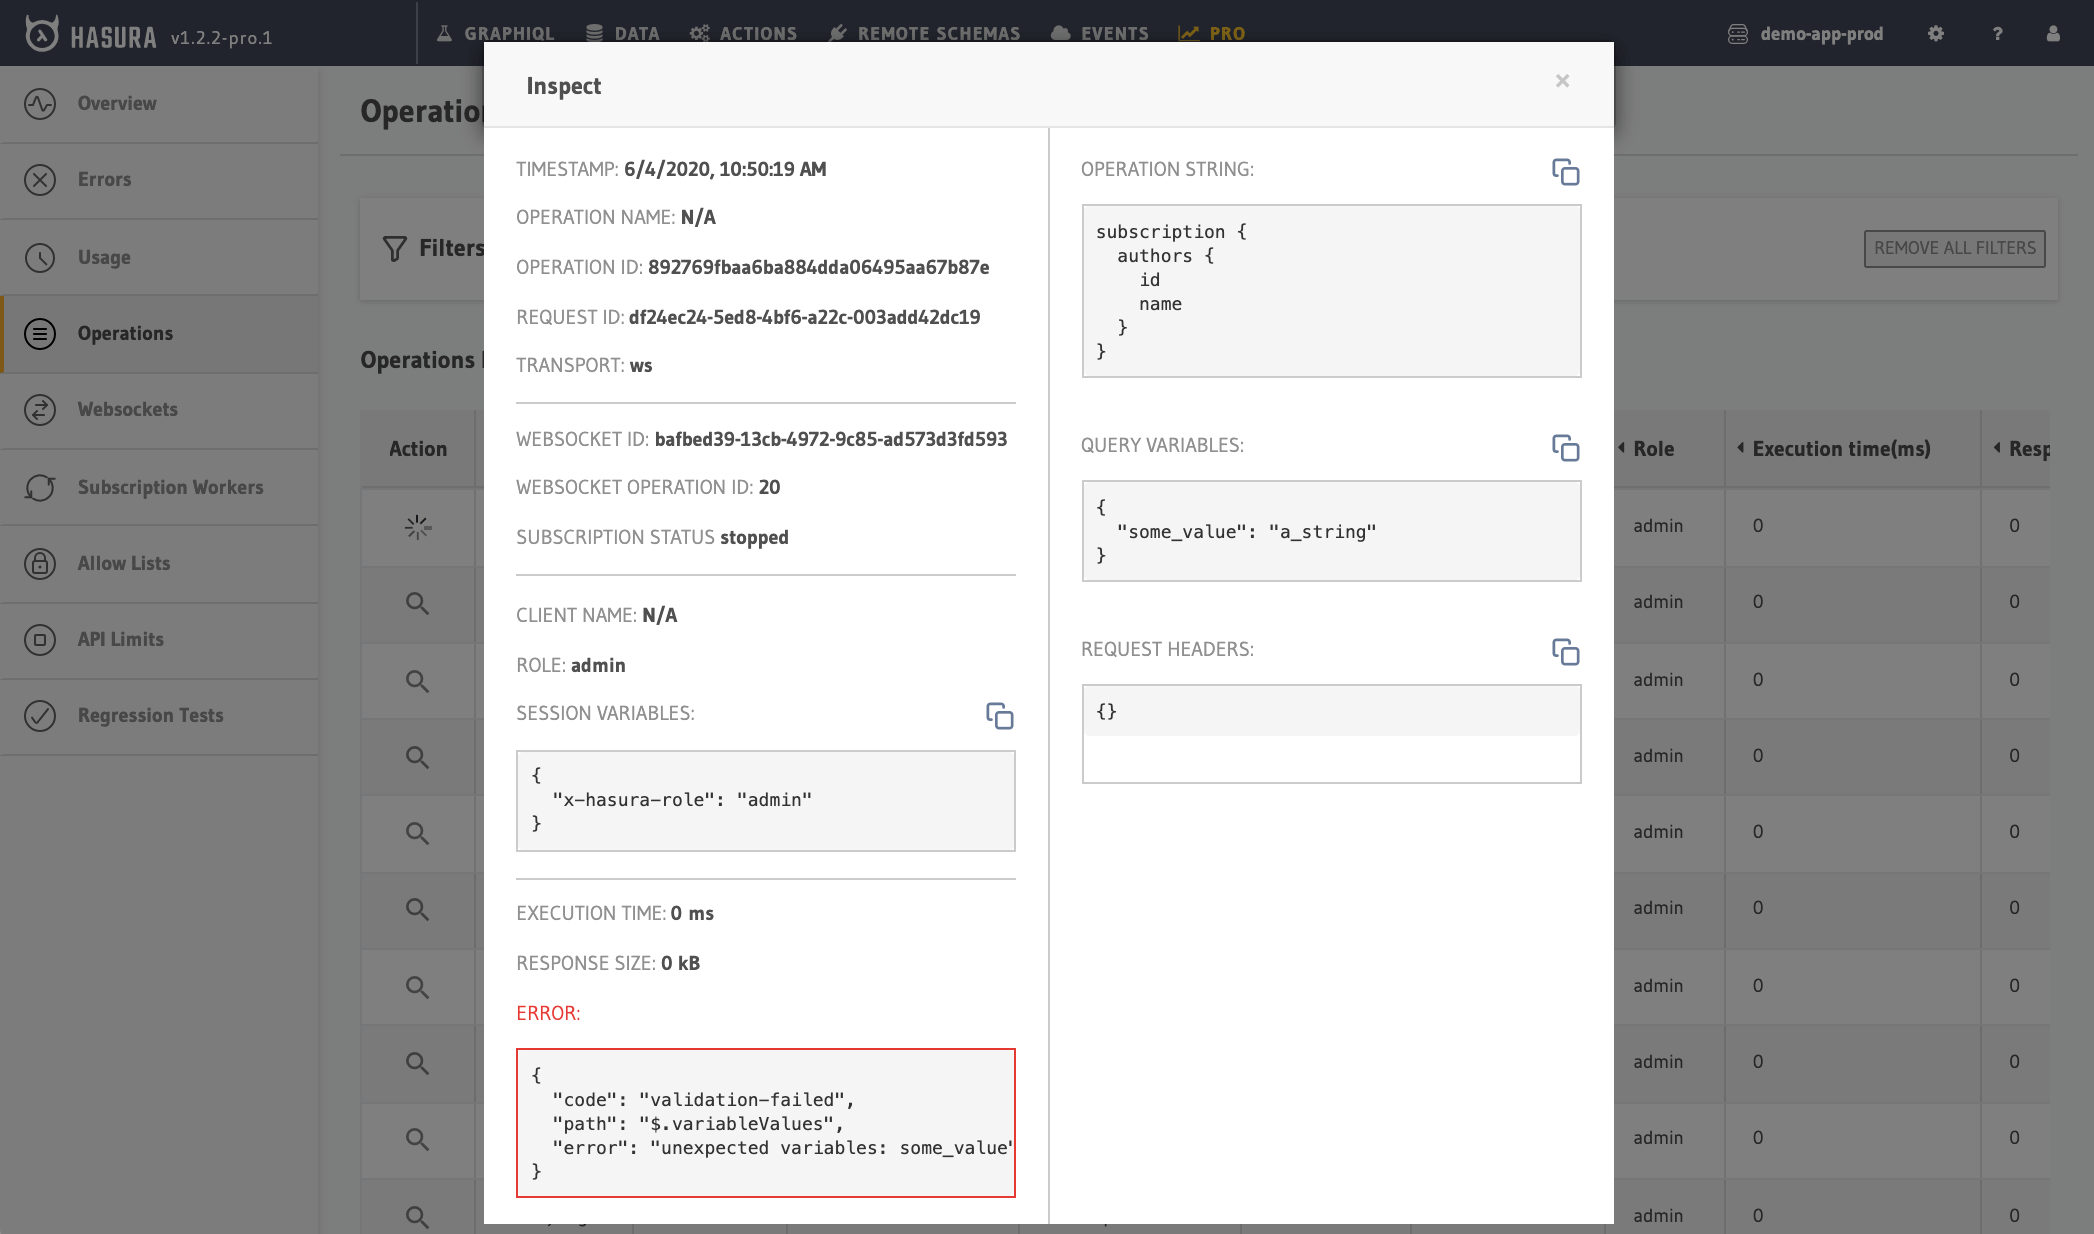 HASURA v1.2.2-pro.1
GRAPHIQL DATA ACTIONS REMOTE SCHEMAS EVENTS PRO
demo-app-prod ?
Overview
Errors
Usage
Operations
Websockets
Subscription Workers
Allow Lists
API Limits
Regression Tests
Filters
REMOVE ALL FILTERS
Operations
Action
Role Execution time(ms)
admin 0 0
admin 0 0
admin 0 0
admin 0 0
admin 0 0
admin 0 0
admin 0 0
admin 0 0
admin 0 0
admin 0 0
Inspect ×
TIMESTAMP: 6/4/2020, 10:50:19 AM
OPERATION NAME: N/A
OPERATION ID: 892769fbaa6ba884dda06495aa67b87e
REQUEST ID: df24ec24-5ed8-4bf6-a22c-003add42dc19
TRANSPORT: ws
WEBSOCKET ID: bafbed39-13cb-4972-9c85-ad573d3fd593
WEBSOCKET OPERATION ID: 20
SUBSCRIPTION STATUS stopped
CLIENT NAME: N/A
ROLE: admin
SESSION VARIABLES:
{
"x-hasura-role": "admin"
}
EXECUTION TIME: 0 ms
RESPONSE SIZE: 0 kB
ERROR:
{
"code": "validation-failed",
"path": "$.variableValues",
"error": "unexpected variables: some_value"
}
OPERATION STRING:
subscription {
authors {
id
name
}
}
QUERY VARIABLES:
{
"some_value": "a_string"
}
REQUEST HEADERS:
{}